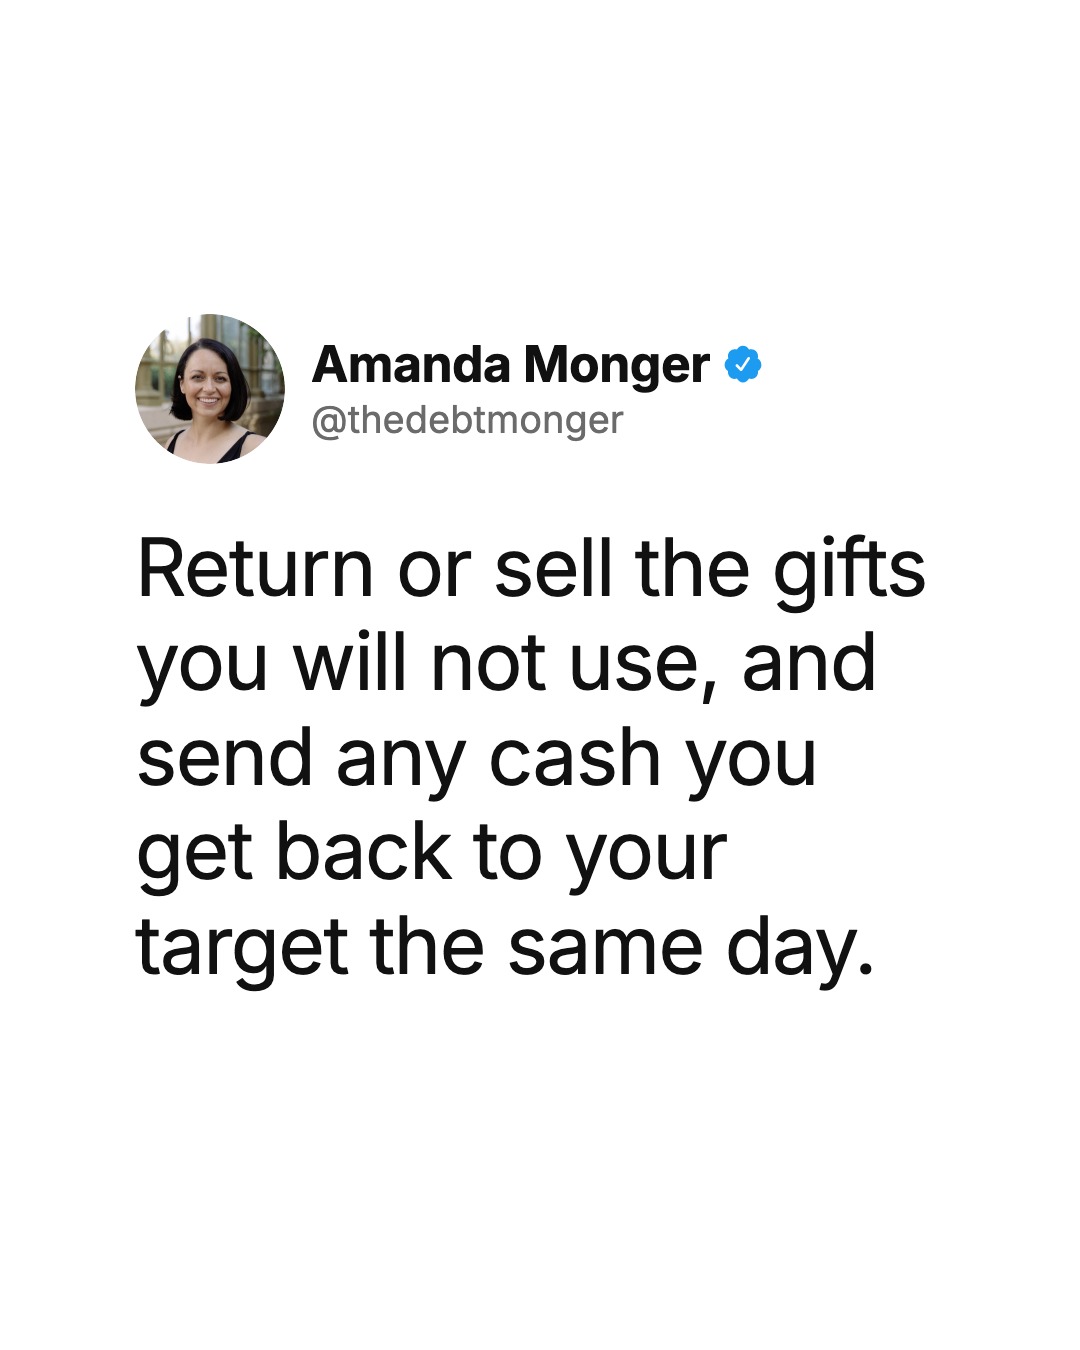 Amanda Monger
@thedebtmonger
Return or sell the gifts
you will not use, and
send any cash you
get back to your
target the same day.